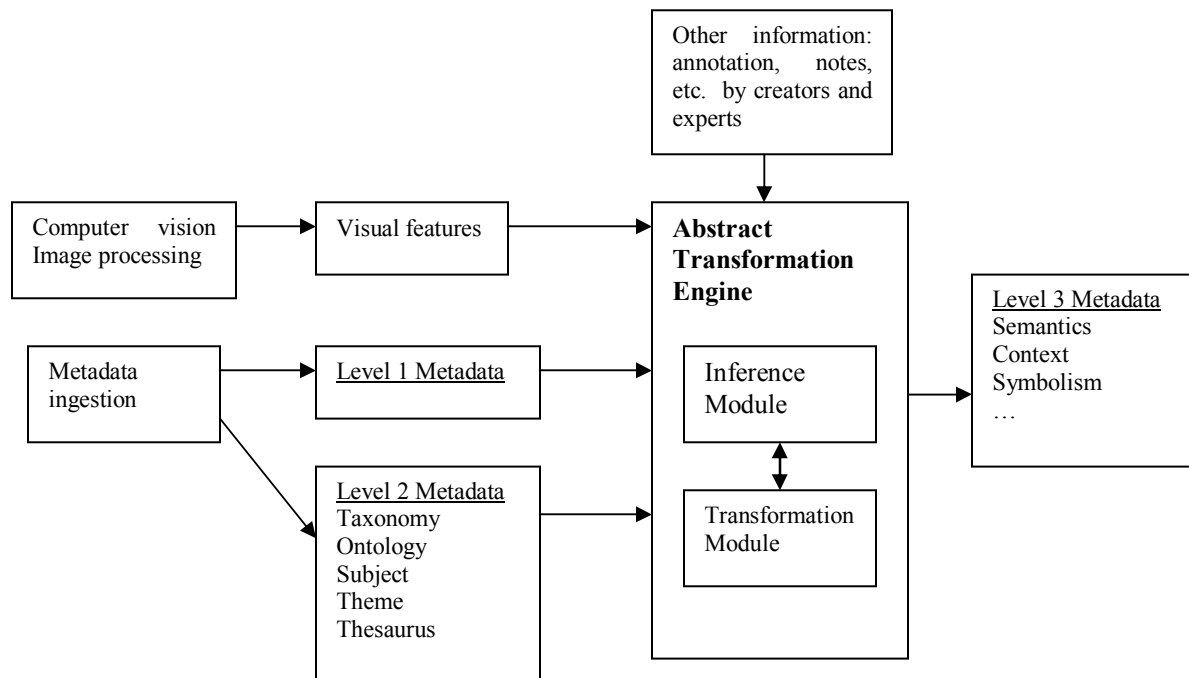 Other information:
annotation, notes,
etc. by creators and
experts
Computer vision
Image processing
Visual features
Abstract
Transformation
Engine
Metadata
ingestion
Level 1 Metadata
Inference
Module
Level 3 Metadata
Semantics
Context
Symbolism
…
Level 2 Metadata
Taxonomy
Ontology
Subject
Theme
Thesaurus
Transformation
Module